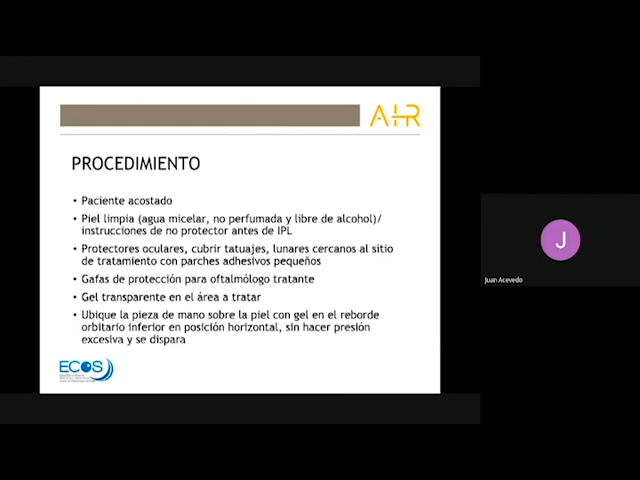 AHR
PROCEDIMIENTO
• Paciente acostado
• Piel limpia (agua micelar, no perfumada y libre de alcohol)/
instrucciones de no protector antes de IPL
• Protectores oculares, cubrir tatuajes, lunares cercanos al sitio
de tratamiento con parches adhesivos pequeños
• Gafas de protección para oftalmólogo tratante
• Gel transparente en el área a tratar
• Ubique la pieza de mano sobre la piel con gel en el reborde
orbitario inferior en posición horizontal, sin hacer presión
excesiva y se dispara
ECOS
J
Juan Acevedo